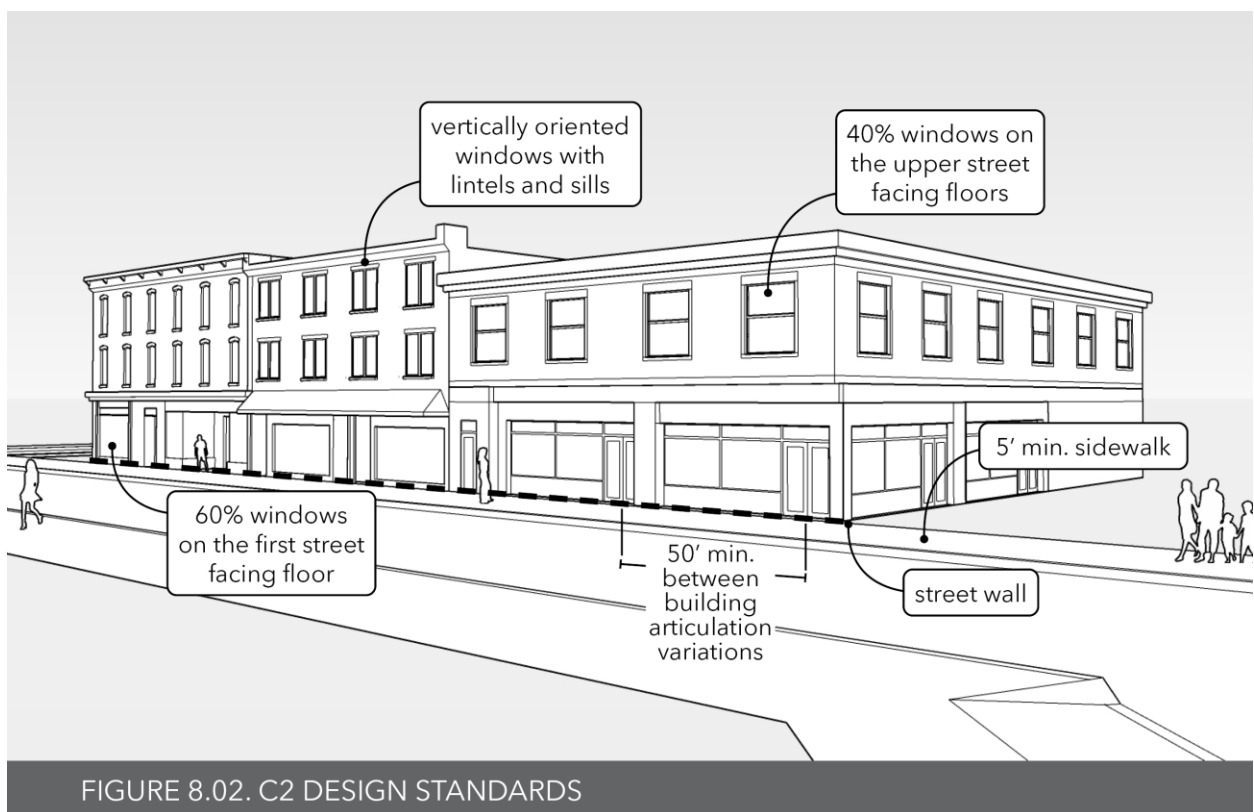 vertically oriented
windows with
lintels and sills
40% windows on
the upper street
facing floors
5’ min. sidewalk
60% windows
on the first street
facing floor
50’ min.
between
building
articulation
variations
street wall
FIGURE 8.02. C2 DESIGN STANDARDS